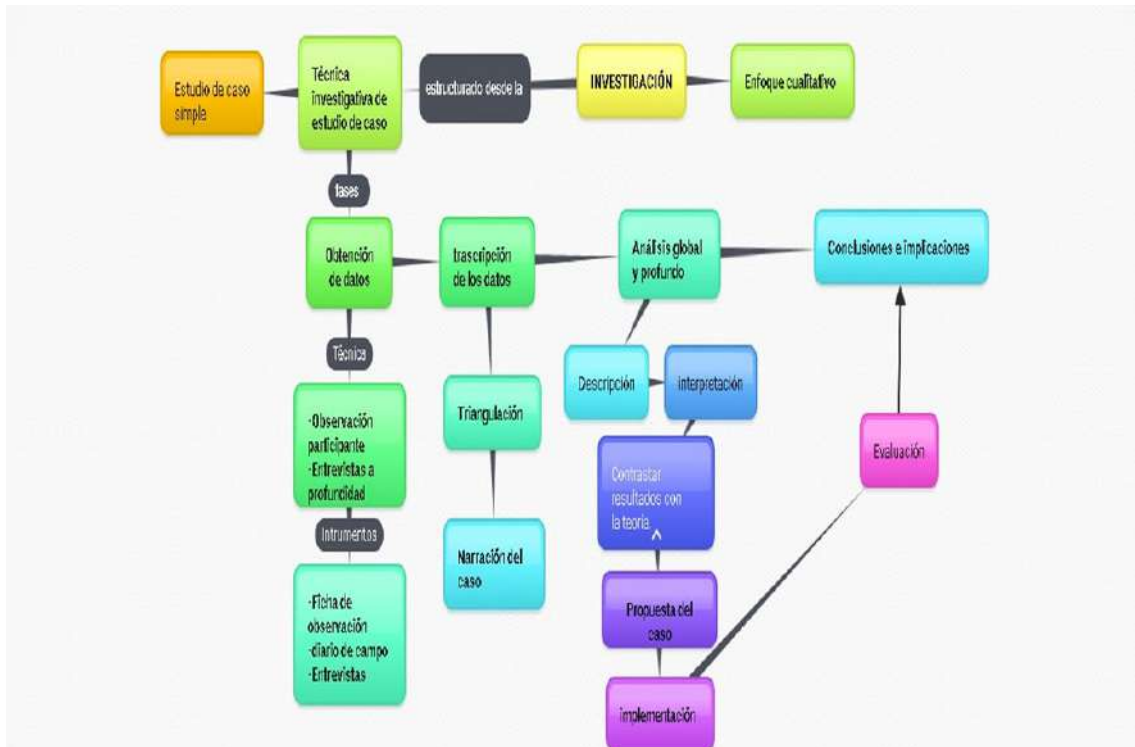 Estudio de caso
simple
Técnica
investigativa de
estudio de caso
estructurado desde la
INVESTIGACIÓN
Enfoque cualitativo
fases
Obtención
de datos
trascripción
de los datos
Análisis global
y profundo
Conclusiones e implicaciones
Técnica
Descripción
interpretación
-Observación
participante
-Entrevistas a
profundidad
Triangulación
Evaluación
Contrastar
resultados con
la teoría.
Intrumentos
-Ficha de
observación
-diario de campo
-Entrevistas
Narración del
caso
Propuesta del
caso
implementación